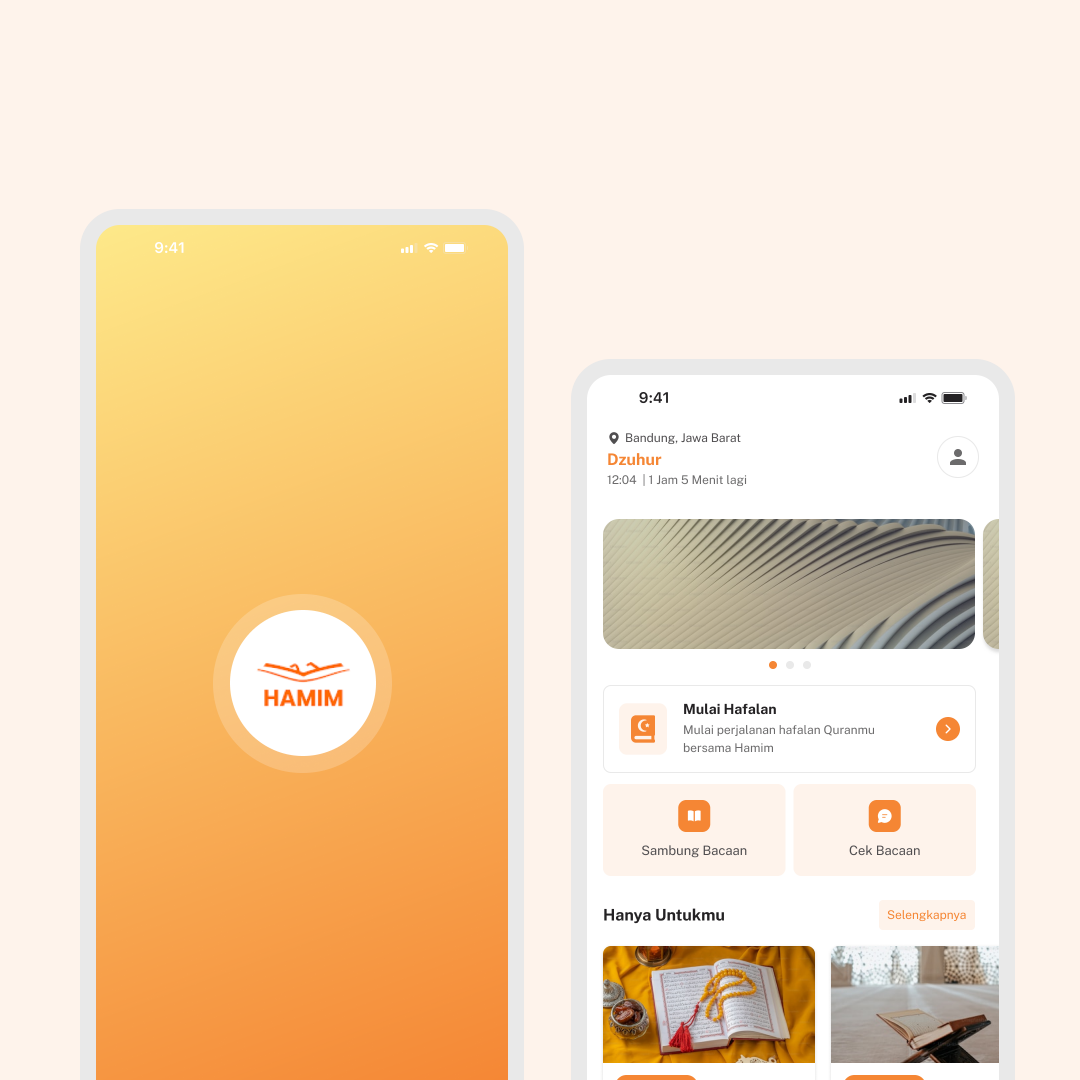 9:41
HAMIM
9:41
Bandung, Jawa Barat
Dzuhur
12:04 | 1 Jam 5 Menit lagi
Mulai Hafalan
Mulai perjalanan hafalan Quranmu
bersama Hamim
Sambung Bacaan
Cek Bacaan
Hanya Untukmu
Selengkapnya